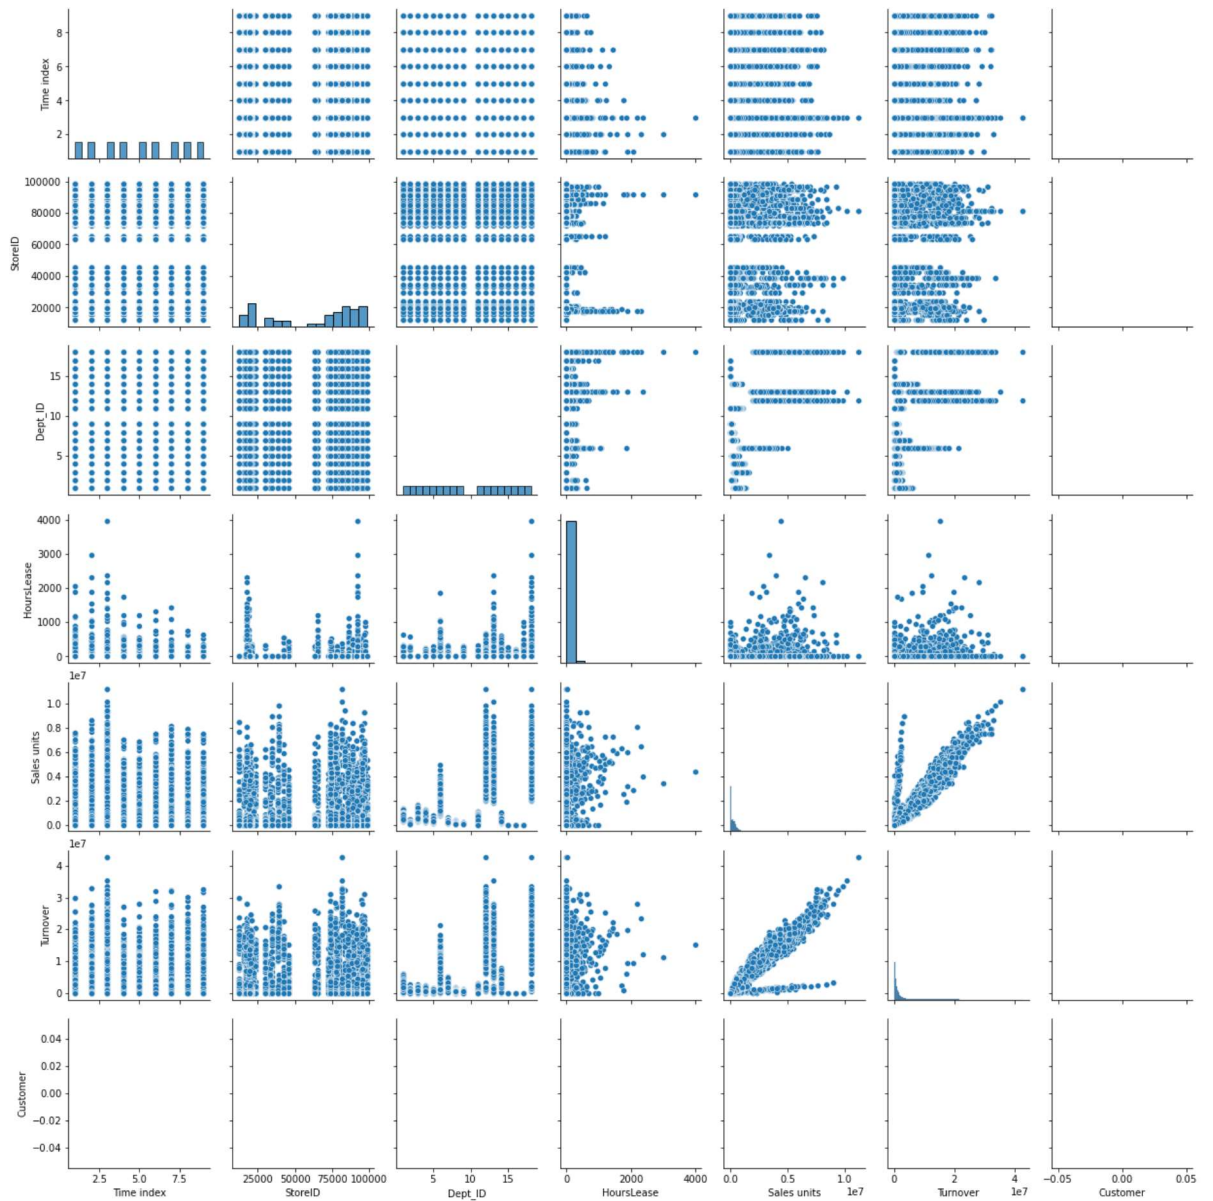 8
6
4
2
Time index
100000
80000
60000
40000
20000
StoreID
15
10
5
Dept_ID
4000
3000
2000
1000
0
HoursLease
1e7
1.0
0.8
0.6
0.4
0.2
0.0
Sales units
1e7
4
3
2
1
0
Turnover
0.04
0.02
0.00
−0.02
−0.04
Customer
2.5 5.0 7.5
Time index
25000 50000 75000 100000
StoreID
5 10 15
Dept_ID
0 2000 4000
HoursLease
0.0 0.5 1.0
1e7
Sales units
0 2 4
1e7
Turnover
−0.05 0.00 0.05
Customer